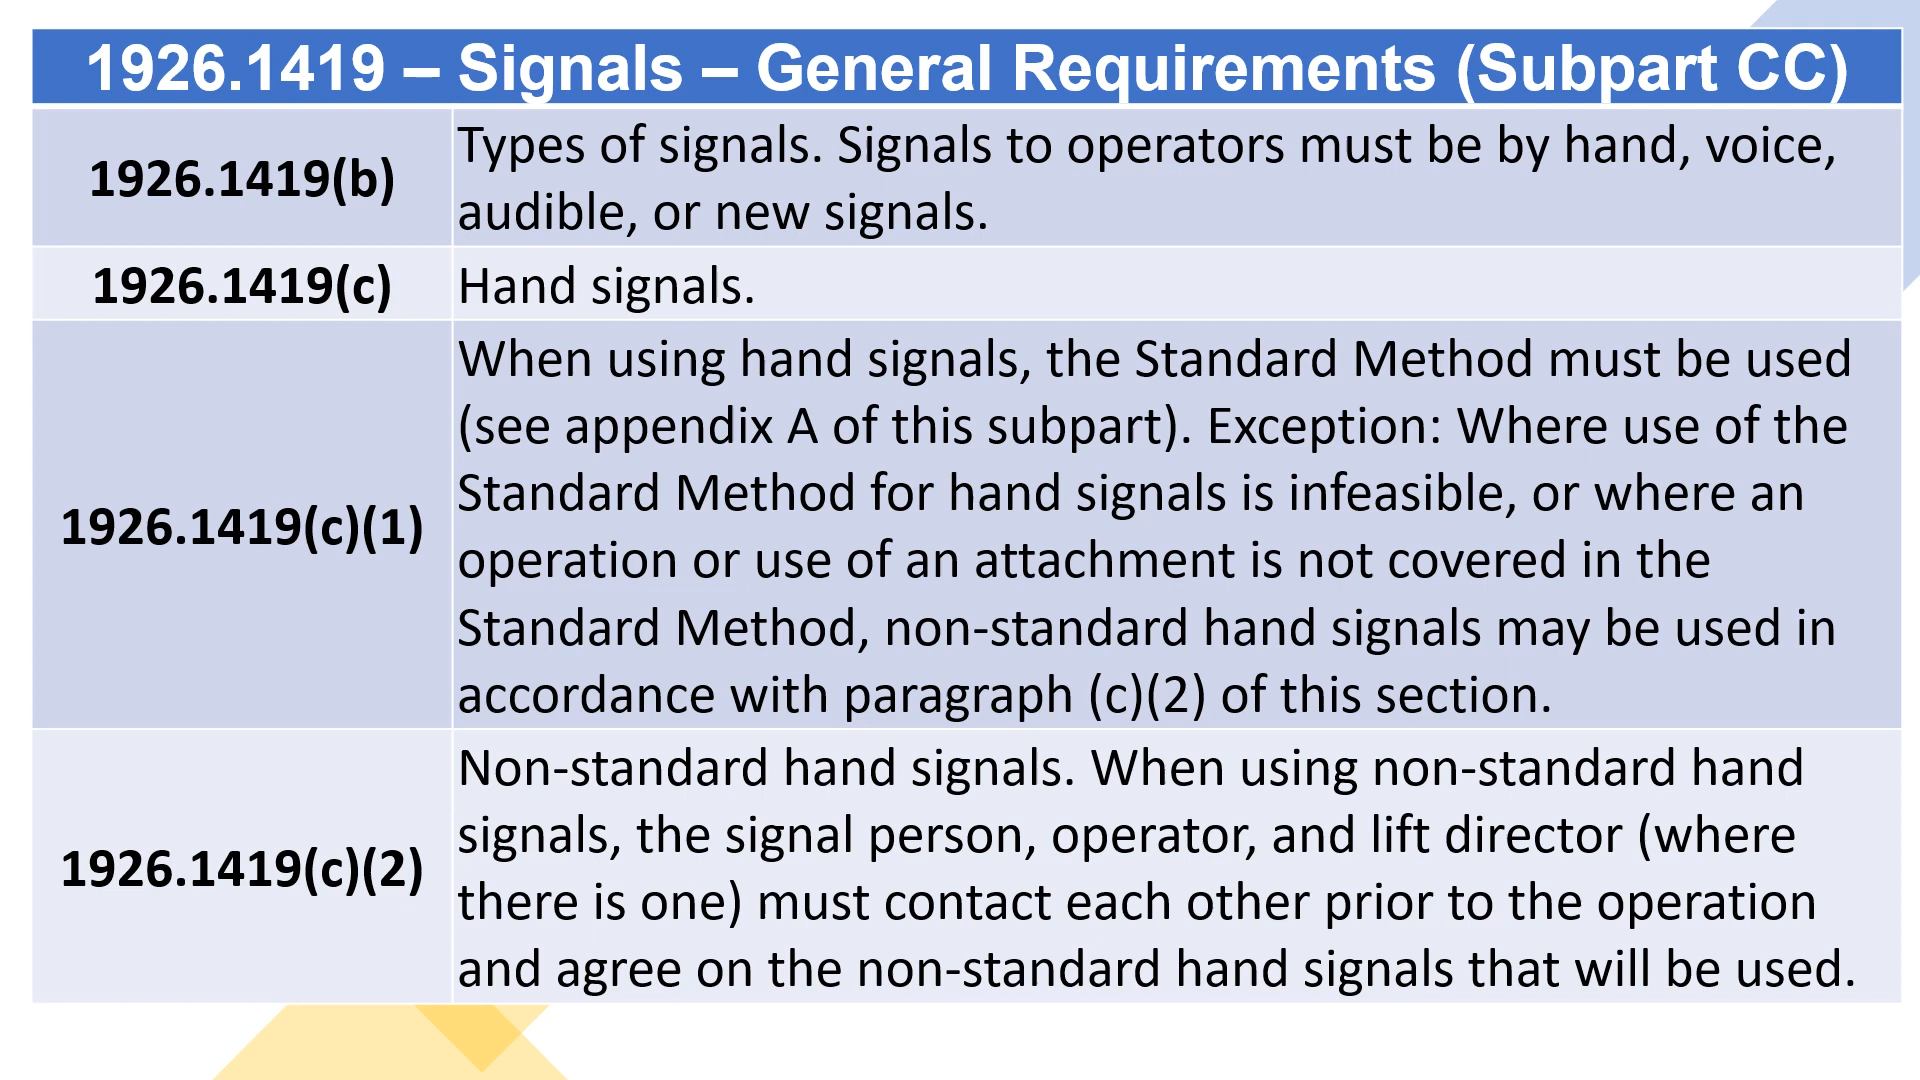 1926.1419 – Signals – General Requirements (Subpart CC)
1926.1419(b)
Types of signals. Signals to operators must be by hand, voice,
audible, or new signals.
1926.1419(c)
Hand signals.
1926.1419(c)(1)
When using hand signals, the Standard Method must be used
(see appendix A of this subpart). Exception: Where use of the
Standard Method for hand signals is infeasible, or where an
operation or use of an attachment is not covered in the
Standard Method, non-standard hand signals may be used in
accordance with paragraph (c)(2) of this section.
1926.1419(c)(2)
Non-standard hand signals. When using non-standard hand
signals, the signal person, operator, and lift director (where
there is one) must contact each other prior to the operation
and agree on the non-standard hand signals that will be used.